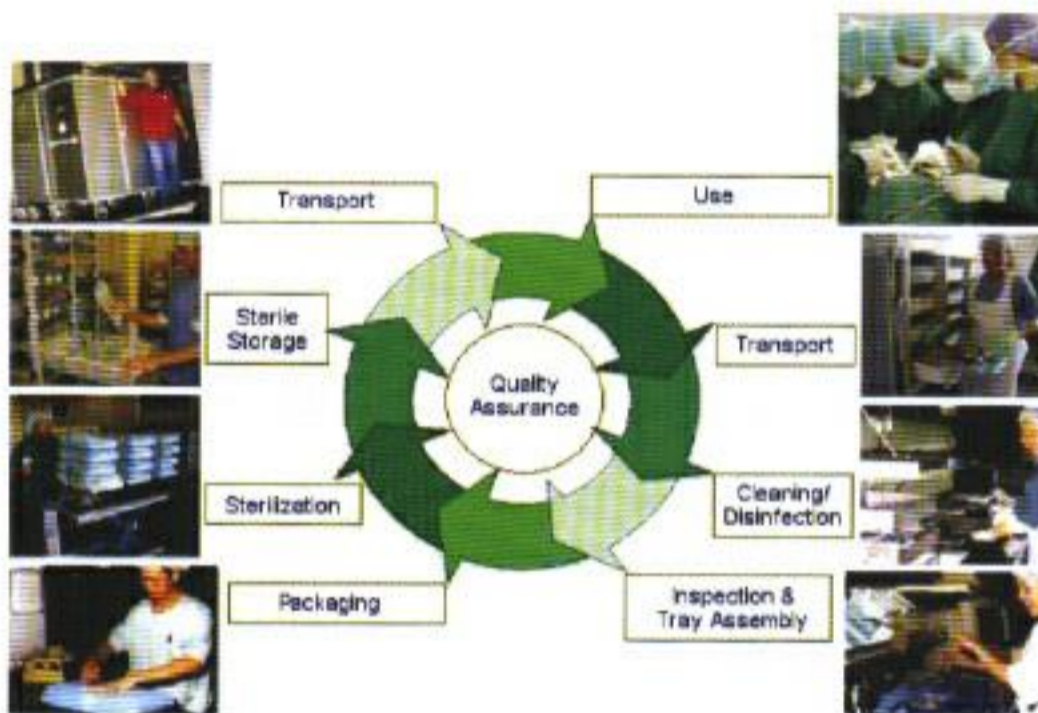 Transport
Use
Sterile
Storage
Transport
Quality
Assurance
Sterilization
Cleaning/
Disinfection
Packaging
Inspection &
Tray Assembly